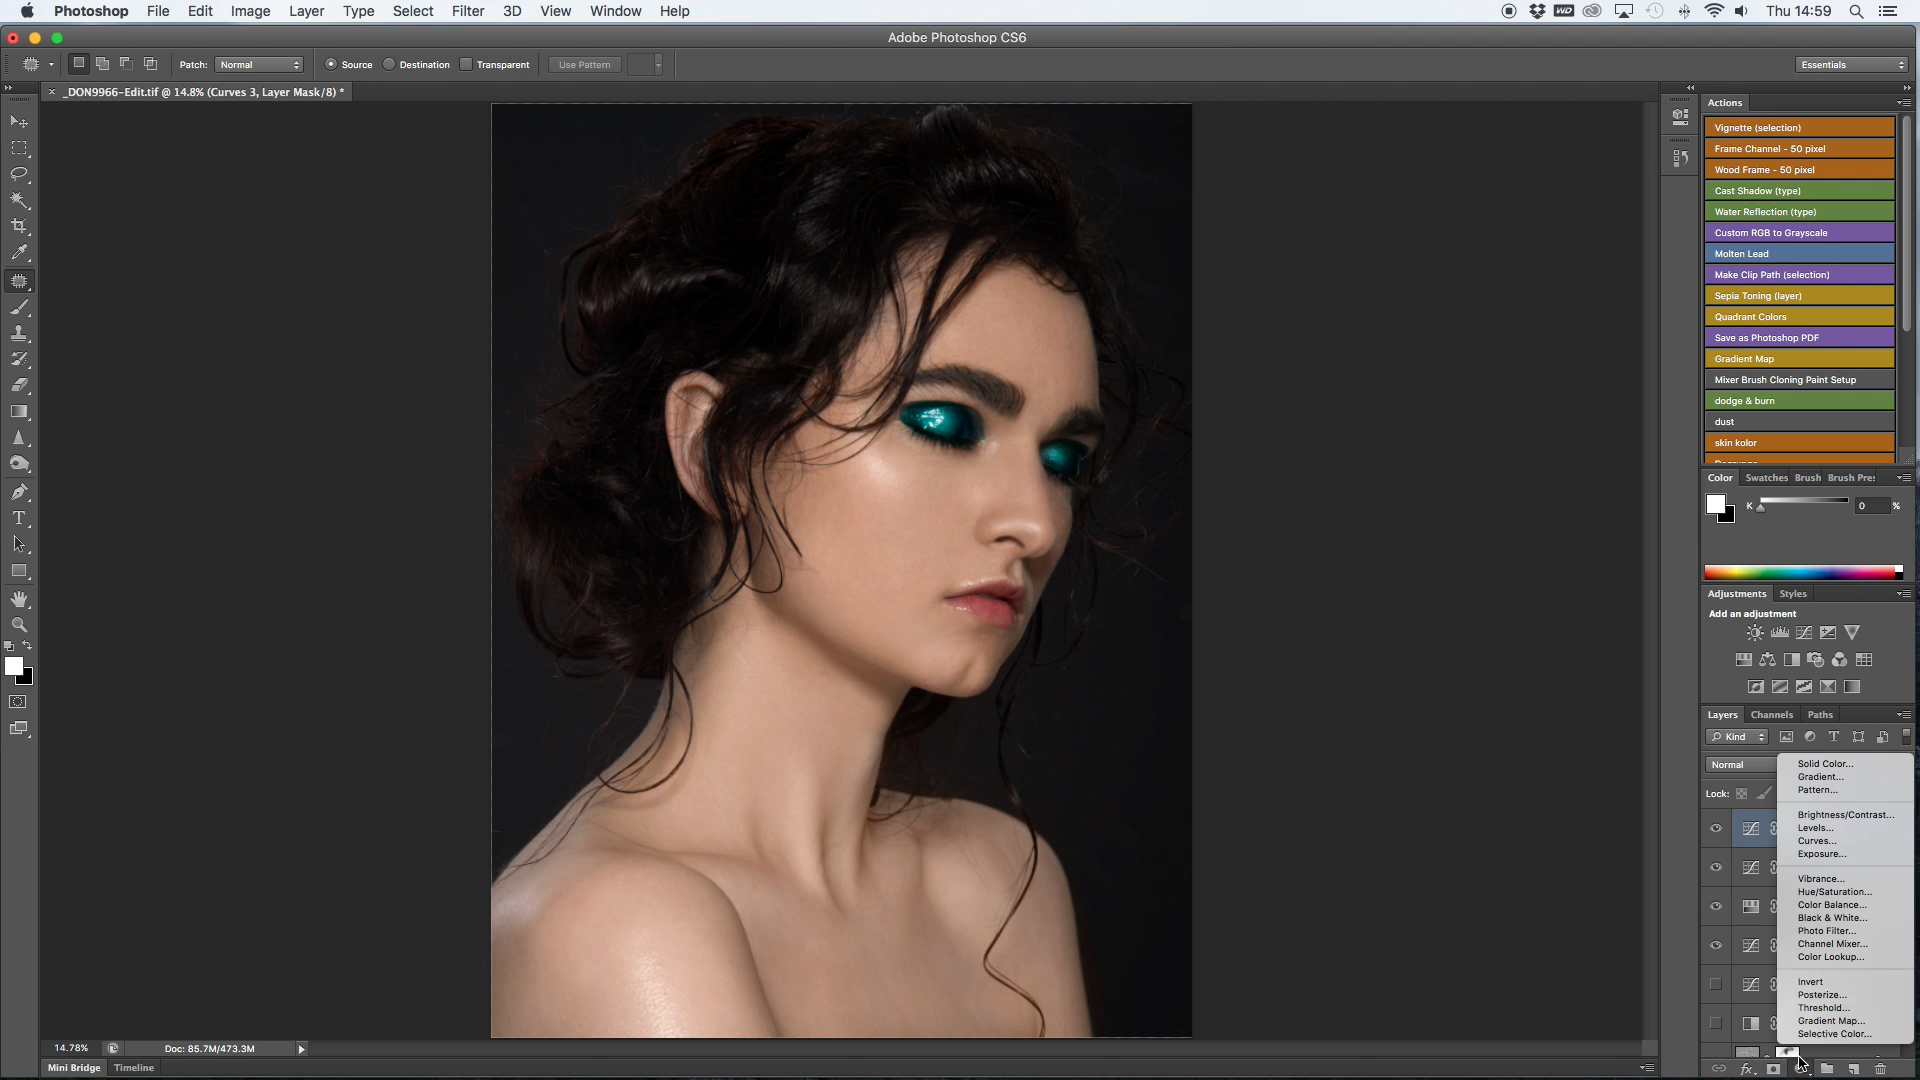 Photoshop File Edit Image Layer Type Select Filter 3D View Window Help
WD Thu 14:59
Adobe Photoshop CS6
Patch: Normal Source Destination Transparent Use Pattern Essentials
× _DON9966-Edit.tif @ 14.8% (Curves 3, Layer Mask/8) *
Actions
Vignette (selection)
Frame Channel - 50 pixel
Wood Frame - 50 pixel
Cast Shadow (type)
Water Reflection (type)
Custom RGB to Grayscale
Molten Lead
Make Clip Path (selection)
Sepia Toning (layer)
Quadrant Colors
Save as Photoshop PDF
Gradient Map
Mixer Brush Cloning Paint Setup
dodge & burn
dust
skin kolor
Color Swatches Brush Brush Pre
K 0 %
Adjustments Styles
Add an adjustment
Layers Channels Paths
Kind
Normal
Lock:
Solid Color...
Gradient...
Pattern...
Brightness/Contrast...
Levels...
Curves...
Exposure...
Vibrance...
Hue/Saturation...
Color Balance...
Black & White...
Photo Filter...
Channel Mixer...
Color Lookup...
Invert
Posterize...
Threshold...
Gradient Map...
Selective Color...
fx
14.78% Doc: 85.7M/473.3M
Mini Bridge Timeline